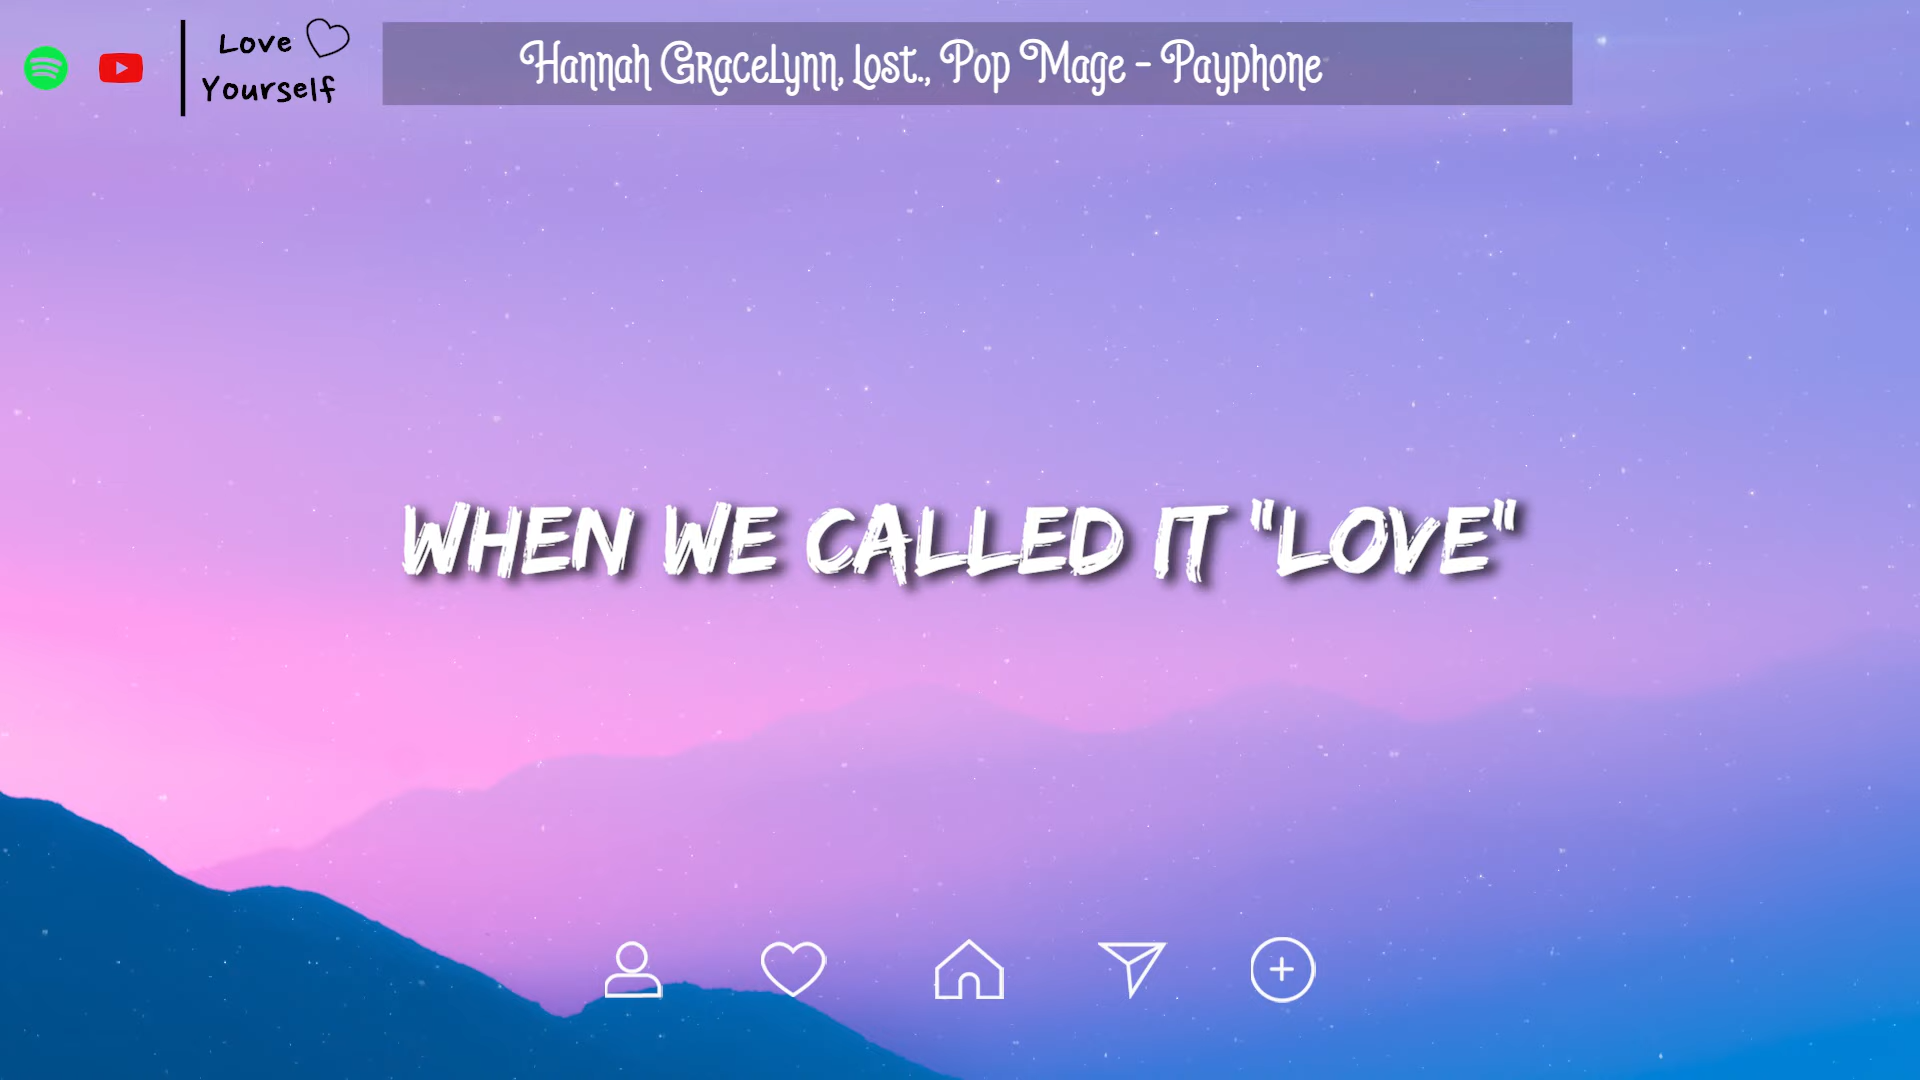 Love
Yourself
Hannah Gracelynn, Lost., Pop Mage - Payphone
WHEN WE CALLED IT "LOVE"